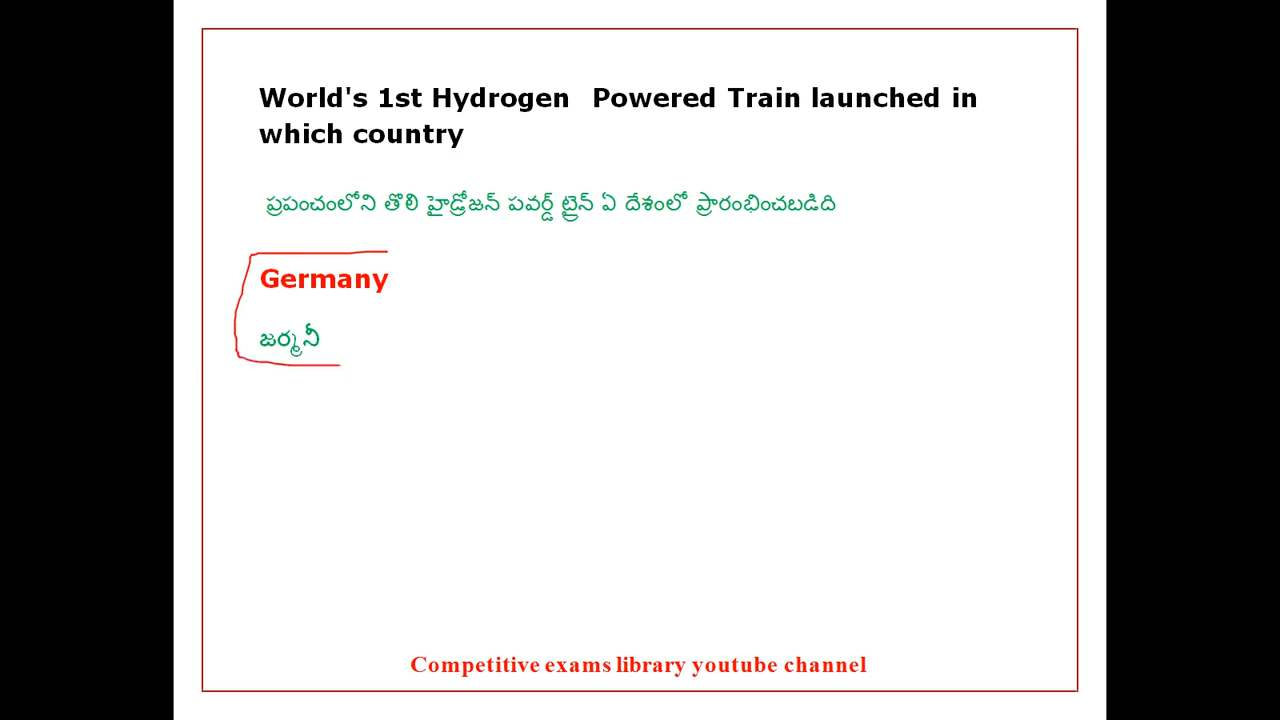 World's 1st Hydrogen Powered Train launched in
which country
ప్రపంచంలోని తొలి హైడ్రోజన్ పవర్డ్ ట్రైన్ ఏ దేశంలో ప్రారంభించబడిది
Germany
జర్మనీ
Competitive exams library youtube channel